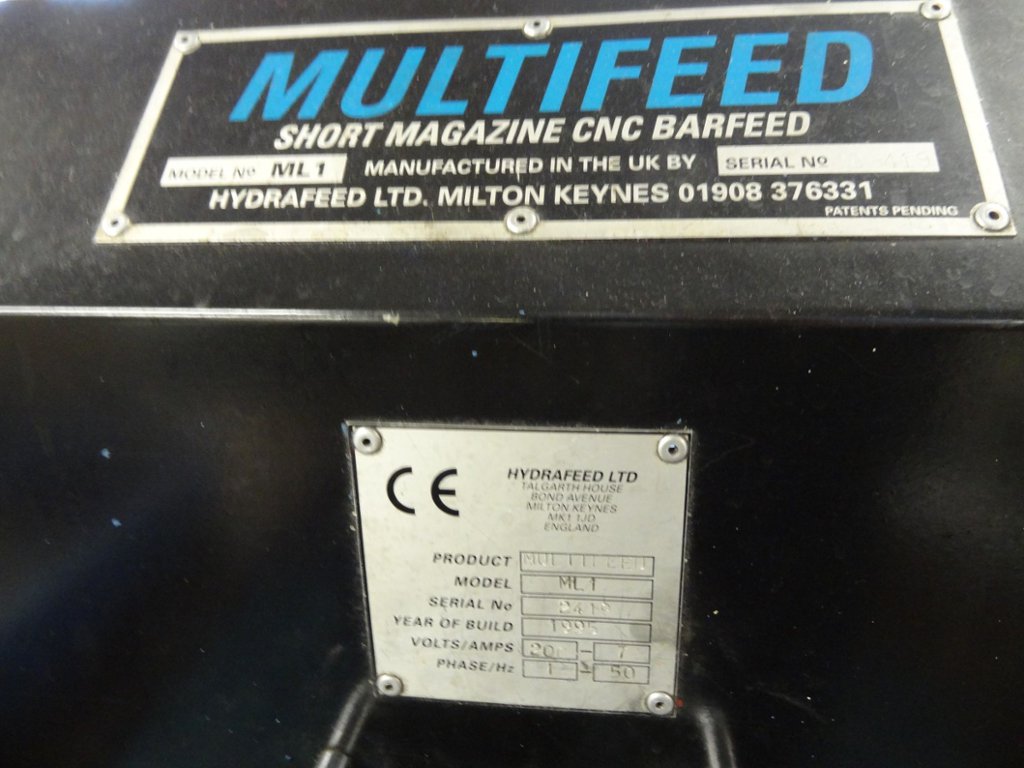 MULTIFEED
SHORT MAGAZINE CNC BARFEED
MODEL No ML1 MANUFACTURED IN THE UK BY SERIAL No
HYDRAFEED LTD. MILTON KEYNES 01908 376331
PATENTS PENDING
CE HYDRAFEED LTD
TALGARTH HOUSE
BOND AVENUE
MILTON KEYNES
MK1 1JD
ENGLAND
PRODUCT MULTIFEED
MODEL ML1
SERIAL No
YEAR OF BUILD 1995
VOLTS/AMPS
PHASE/Hz 1 50